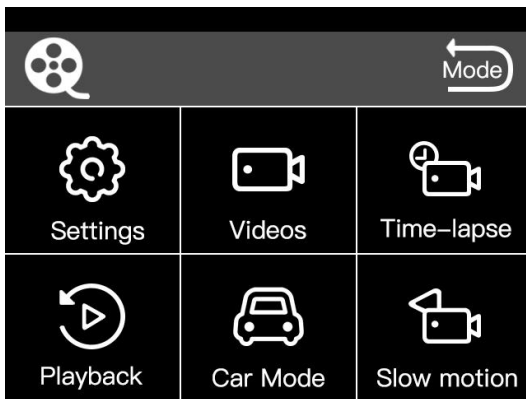 Mode
Settings
Videos
Time-lapse
Playback
Car Mode
Slow motion